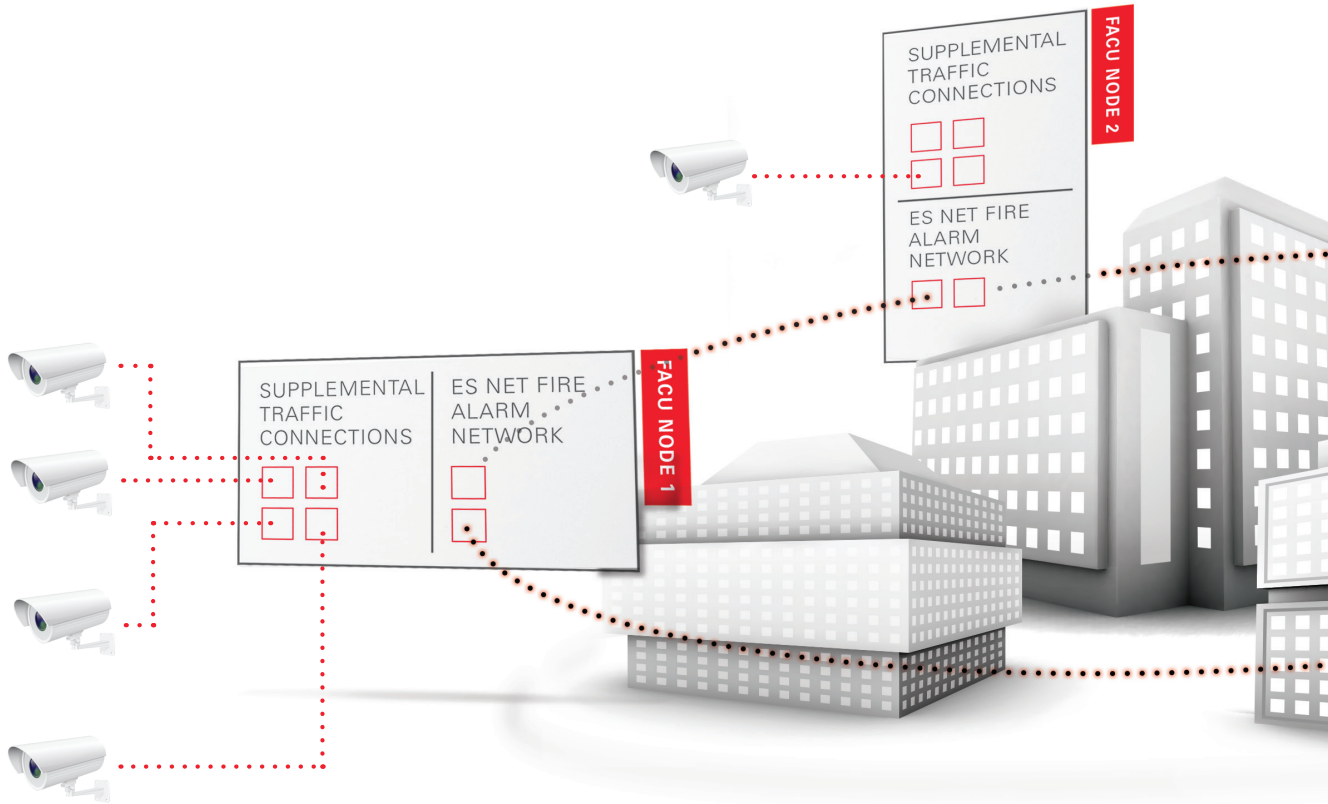 SUPPLEMENTAL
TRAFFIC
CONNECTIONS
ES NET FIRE
ALARM
NETWORK
FACU NODE 2
SUPPLEMENTAL
TRAFFIC
CONNECTIONS
ES NET FIRE
ALARM
NETWORK
FACU NODE 1